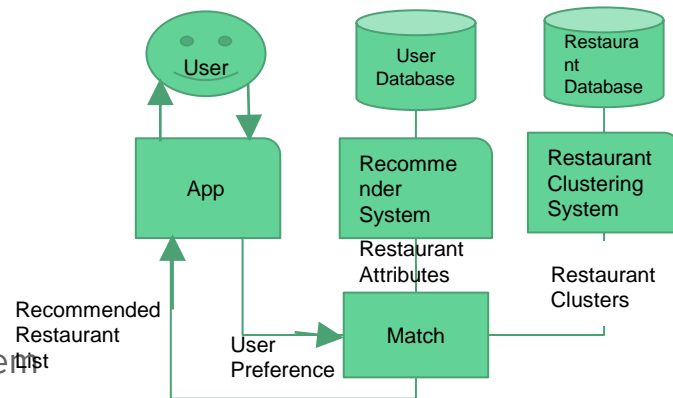 User
User
Database
Restaura
nt
Database
App
Recomme
nder
System
Restaurant
Clustering
System
Restaurant
Attributes
Restaurant
Clusters
Recommended
Restaurant
List
User
Preference
Match
em